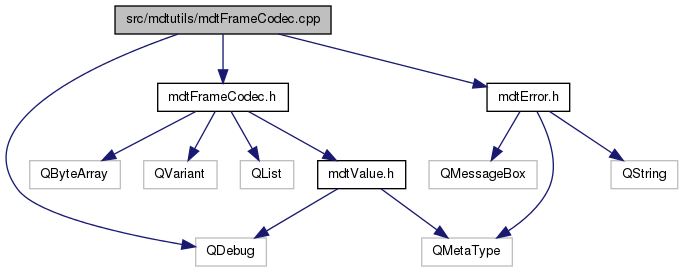 src/mdtutils/mdtFrameCodec.cpp
mdtFrameCodec.h
mdtError.h
QByteArray
QVariant
QList
mdtValue.h
QMessageBox
QString
QDebug
QMetaType